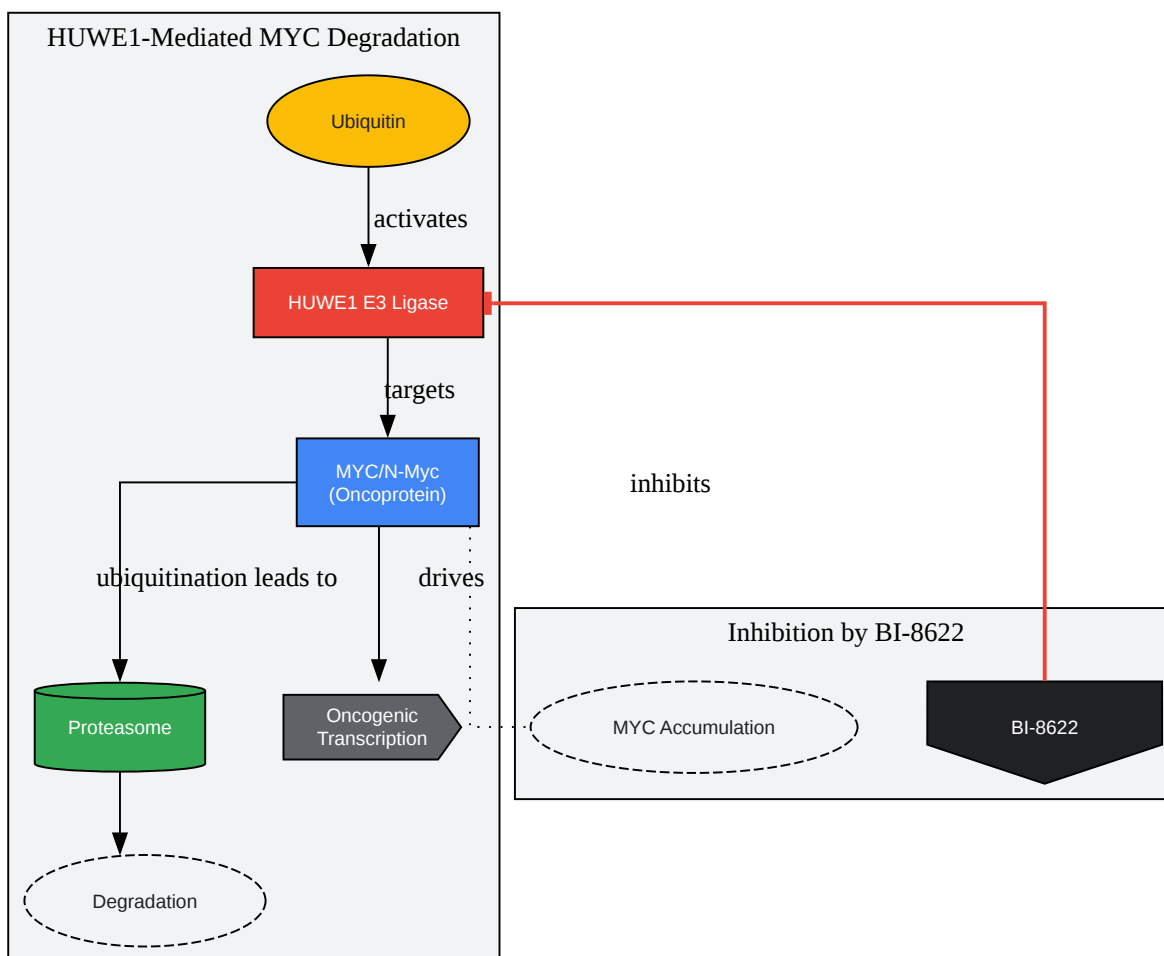 HUWE1-Mediated MYC Degradation
Ubiquitin
activates
HUWE1 E3 Ligase
targets
MYC/N-Myc
(Oncoprotein)
inhibits
ubiquitination leads to
drives
Inhibition by BI-8622
Proteasome
Oncogenic
Transcription
MYC Accumulation
BI-8622
Degradation